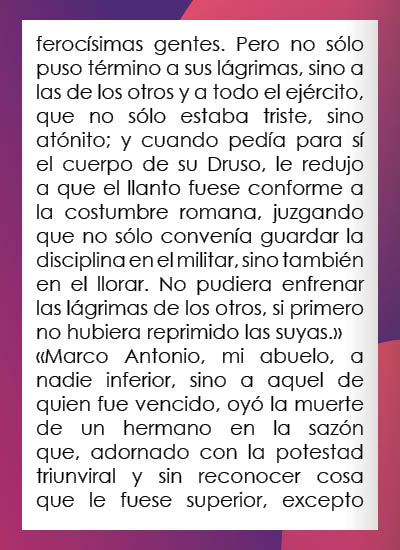 ferocísimas gentes. Pero no sólo
puso término a sus lágrimas, sino a
las de los otros y a todo el ejército,
que no sólo estaba triste, sino
atónito; y cuando pedía para sí
el cuerpo de su Druso, le redujo
a que el llanto fuese conforme a
la costumbre romana, juzgando
que no sólo convenía guardar la
disciplina en el militar, sino también
en el llorar. No pudiera enfrenar
las lágrimas de los otros, si primero
no hubiera reprimido las suyas.»
«Marco Antonio, mi abuelo, a
nadie inferior, sino a aquel de
quien fue vencido, oyó la muerte
de un hermano en la sazón
que, adornado con la potestad
triunviral y sin reconocer cosa
que le fuese superior, excepto